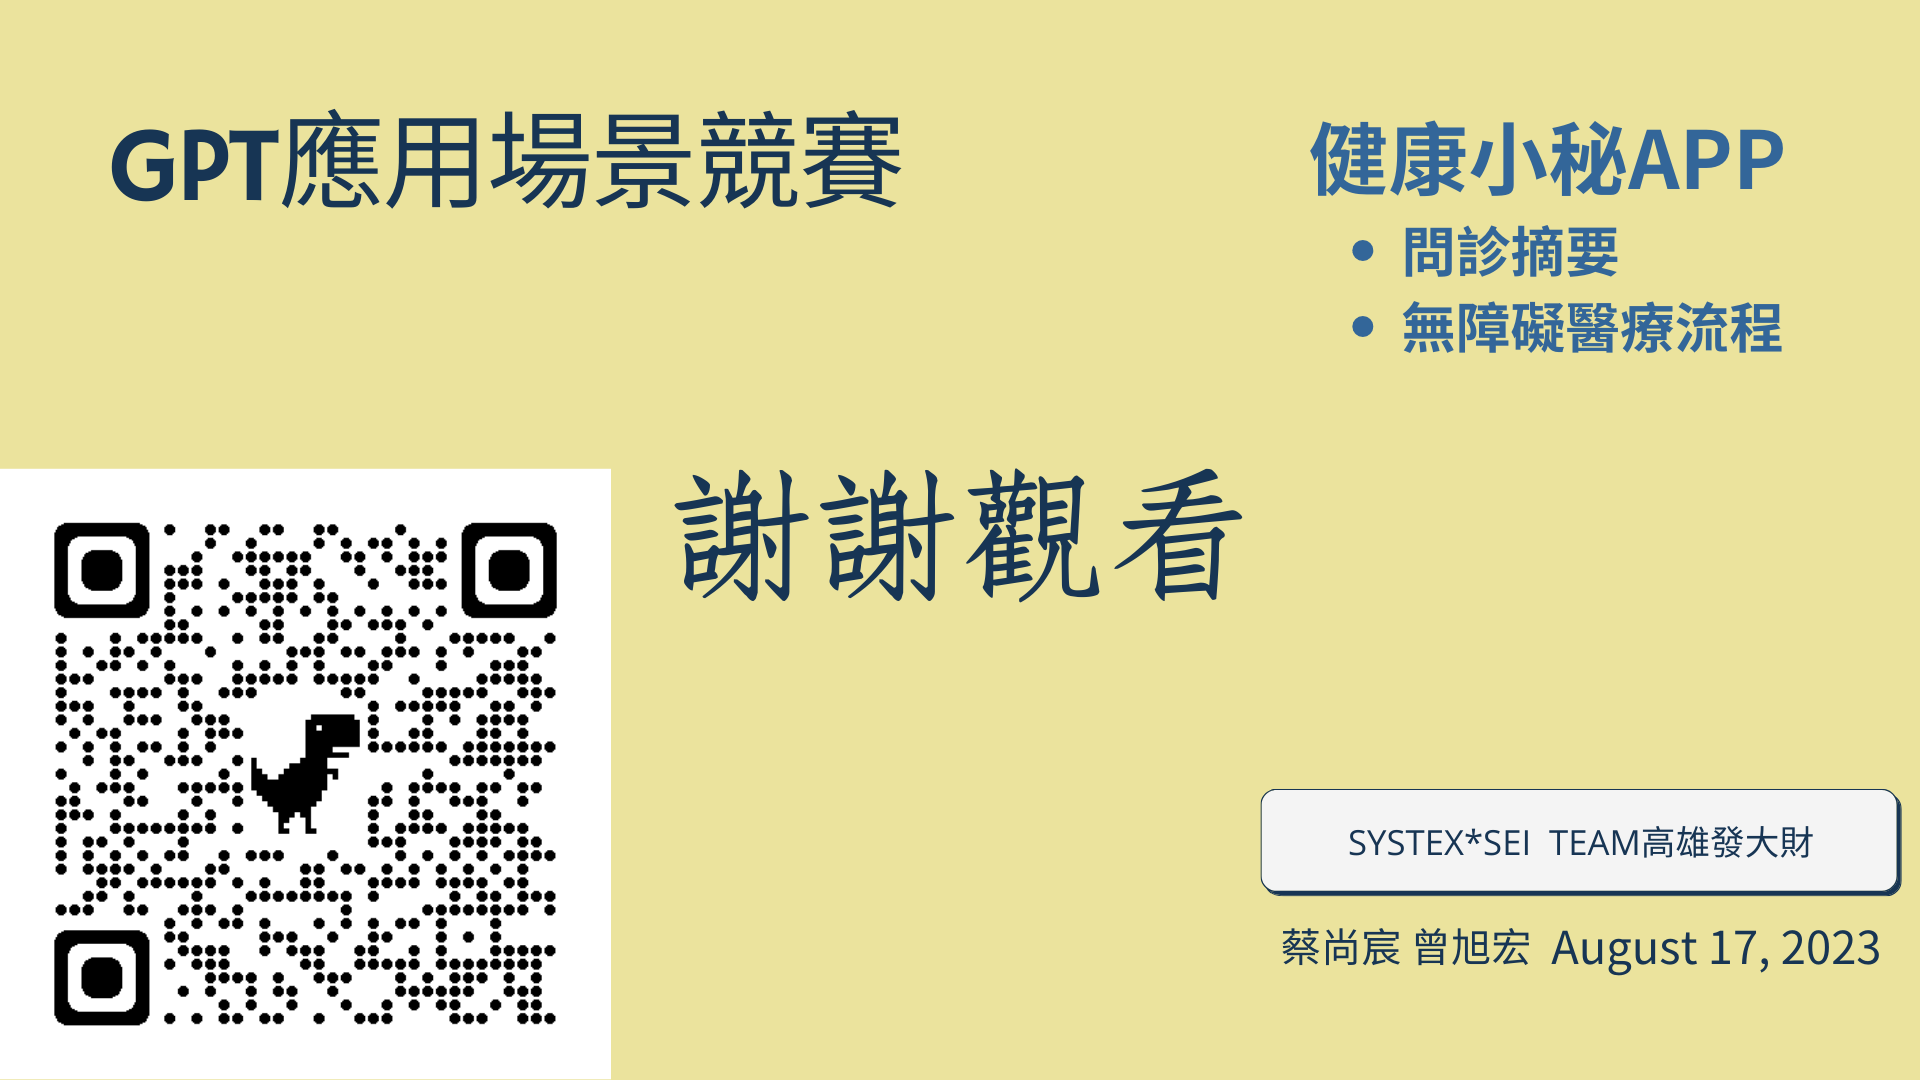 GPT應用場景競賽
健康小秘APP
• 問診摘要
• 無障礙醫療流程
謝謝觀看
SYSTEX*SEI TEAM高雄發大財
蔡尚宸 曾旭宏 August 17, 2023